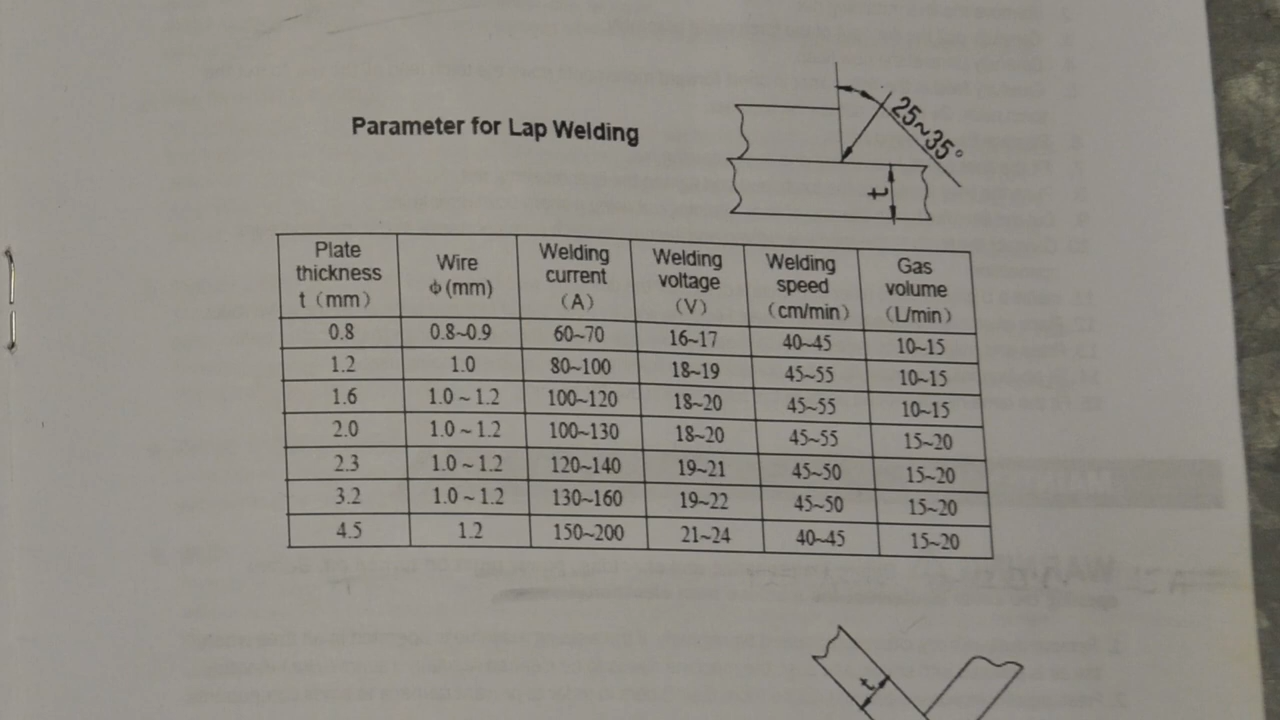 Parameter for Lap Welding
25~35°
t
Plate thickness t (mm) Wire Φ (mm) Welding current (A) Welding voltage (V) Welding speed (cm/min) Gas volume (L/min)
0.8 0.8~0.9 60~70 16~17 40~45 10~15
1.2 1.0 80~100 18~19 45~55 10~15
1.6 1.0 ~ 1.2 100~120 18~20 45~55 10~15
2.0 1.0 ~ 1.2 100~130 18~20 45~55 15~20
2.3 1.0 ~ 1.2 120~140 19~21 45~50 15~20
3.2 1.0 ~ 1.2 130~160 19~22 45~50 15~20
4.5 1.2 150~200 21~24 40~45 15~20
t